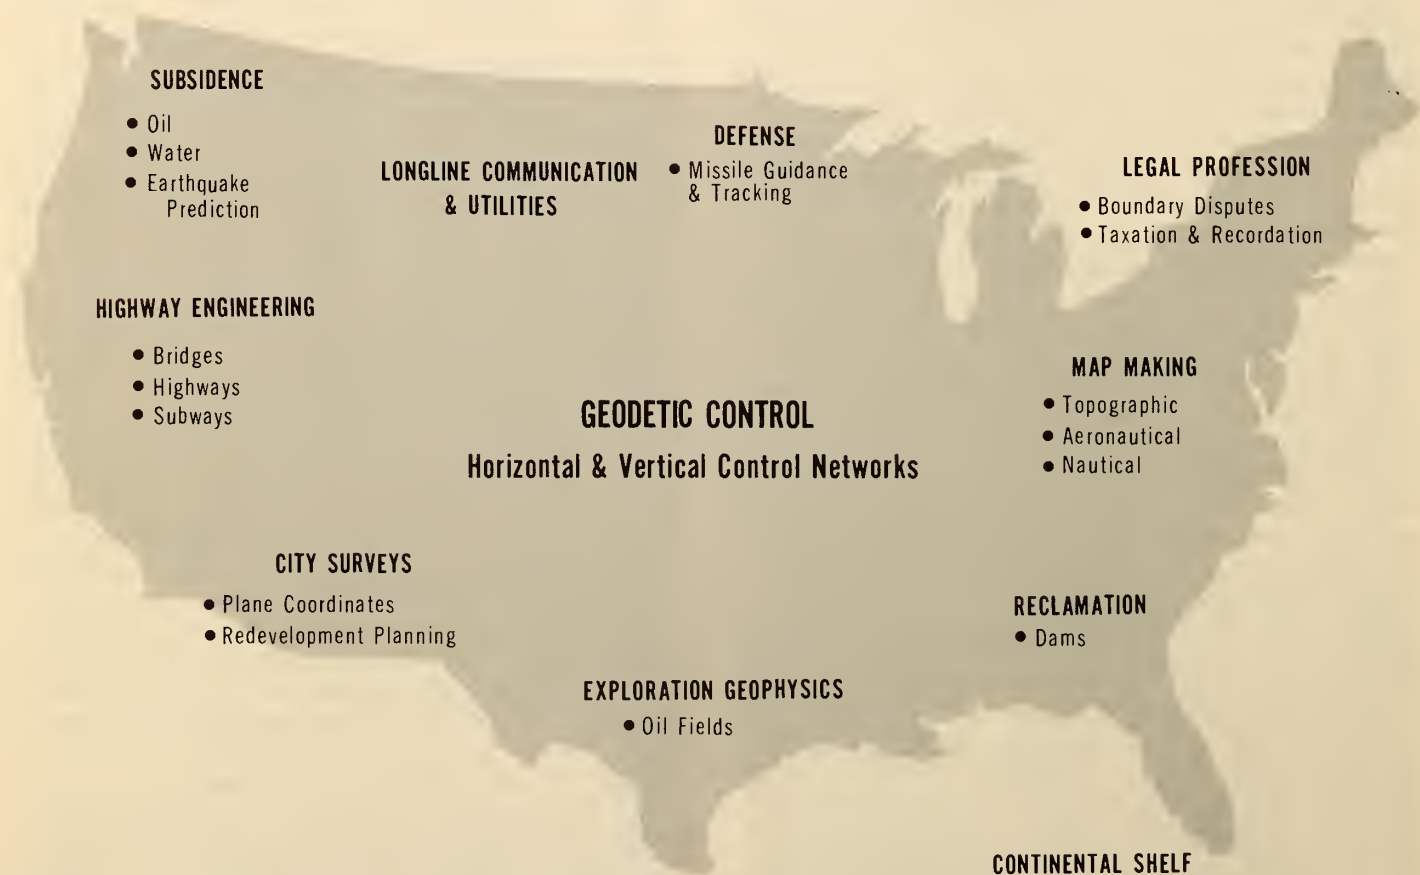 SUBSIDENCE
• Oil
• Water
• Earthquake
Prediction
LONGLINE COMMUNICATION
& UTILITIES
DEFENSE
• Missile Guidance
& Tracking
LEGAL PROFESSION
• Boundary Disputes
• Taxation & Recordation
HIGHWAY ENGINEERING
• Bridges
• Highways
• Subways
GEODETIC CONTROL
Horizontal & Vertical Control Networks
MAP MAKING
• Topographic
• Aeronautical
• Nautical
CITY SURVEYS
• Plane Coordinates
• Redevelopment Planning
RECLAMATION
• Dams
EXPLORATION GEOPHYSICS
• Oil Fields
CONTINENTAL SHELF